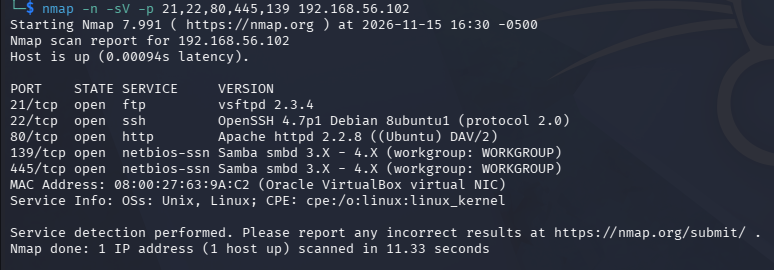 └─$ nmap -n -sV -p 21,22,80,445,139 192.168.56.102
Starting Nmap 7.991 ( https://nmap.org ) at 2026-11-15 16:30 -0500
Nmap scan report for 192.168.56.102
Host is up (0.00094s latency).

PORT    STATE SERVICE     VERSION
21/tcp  open  ftp         vsftpd 2.3.4
22/tcp  open  ssh         OpenSSH 4.7p1 Debian 8ubuntu1 (protocol 2.0)
80/tcp  open  http        Apache httpd 2.2.8 ((Ubuntu) DAV/2)
139/tcp open  netbios-ssn Samba smbd 3.X - 4.X (workgroup: WORKGROUP)
445/tcp open  netbios-ssn Samba smbd 3.X - 4.X (workgroup: WORKGROUP)
MAC Address: 08:00:27:63:9A:C2 (Oracle VirtualBox virtual NIC)
Service Info: OSs: Unix, Linux; CPE: cpe:/o:linux:linux_kernel

Service detection performed. Please report any incorrect results at https://nmap.org/submit/ .
Nmap done: 1 IP address (1 host up) scanned in 11.33 seconds